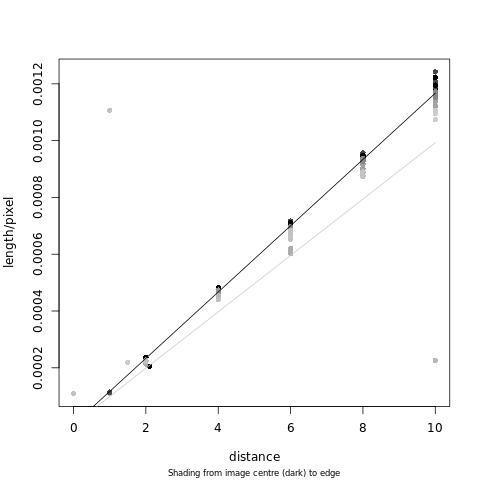 length/pixel
0.0012
0.0010
0.0008
0.0006
0.0004
0.0002
0 2 4 6 8 10
distance
Shading from image centre (dark) to edge